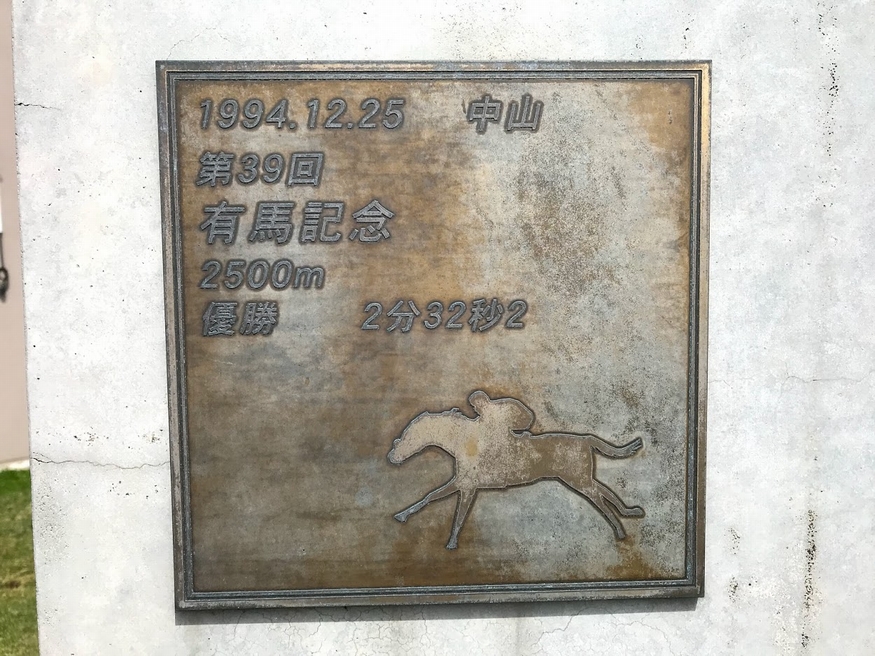 1994.12.25 中山
第39回
有馬記念
2500m
優勝 2分32秒2